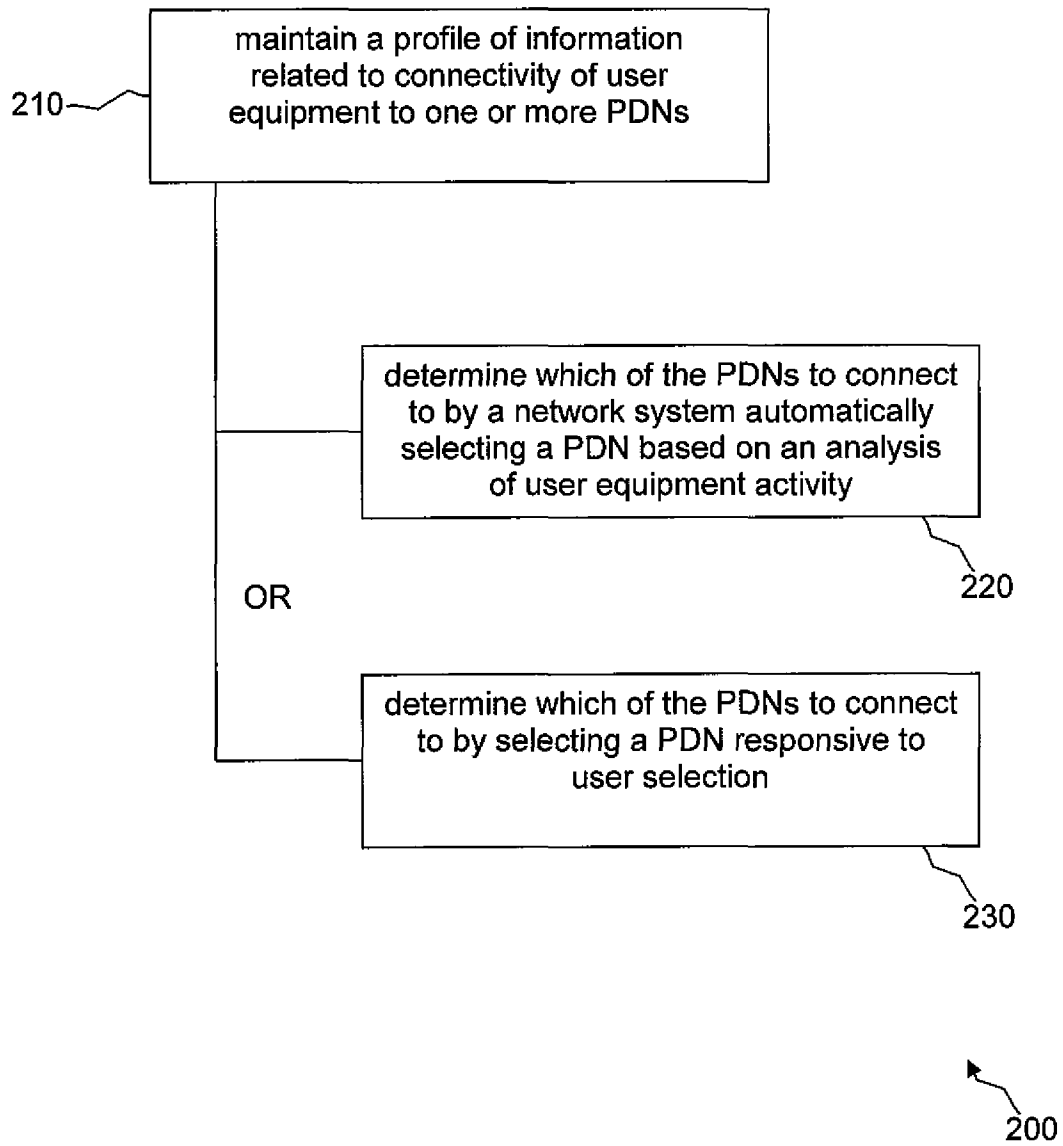 maintain a profile of information
related to connectivity of user
equipment to one or more PDNs
210
determine which of the PDNs to connect
to by a network system automatically
selecting a PDN based on an analysis
of user equipment activity
220
OR
determine which of the PDNs to connect
to by selecting a PDN responsive to
user selection
230
200